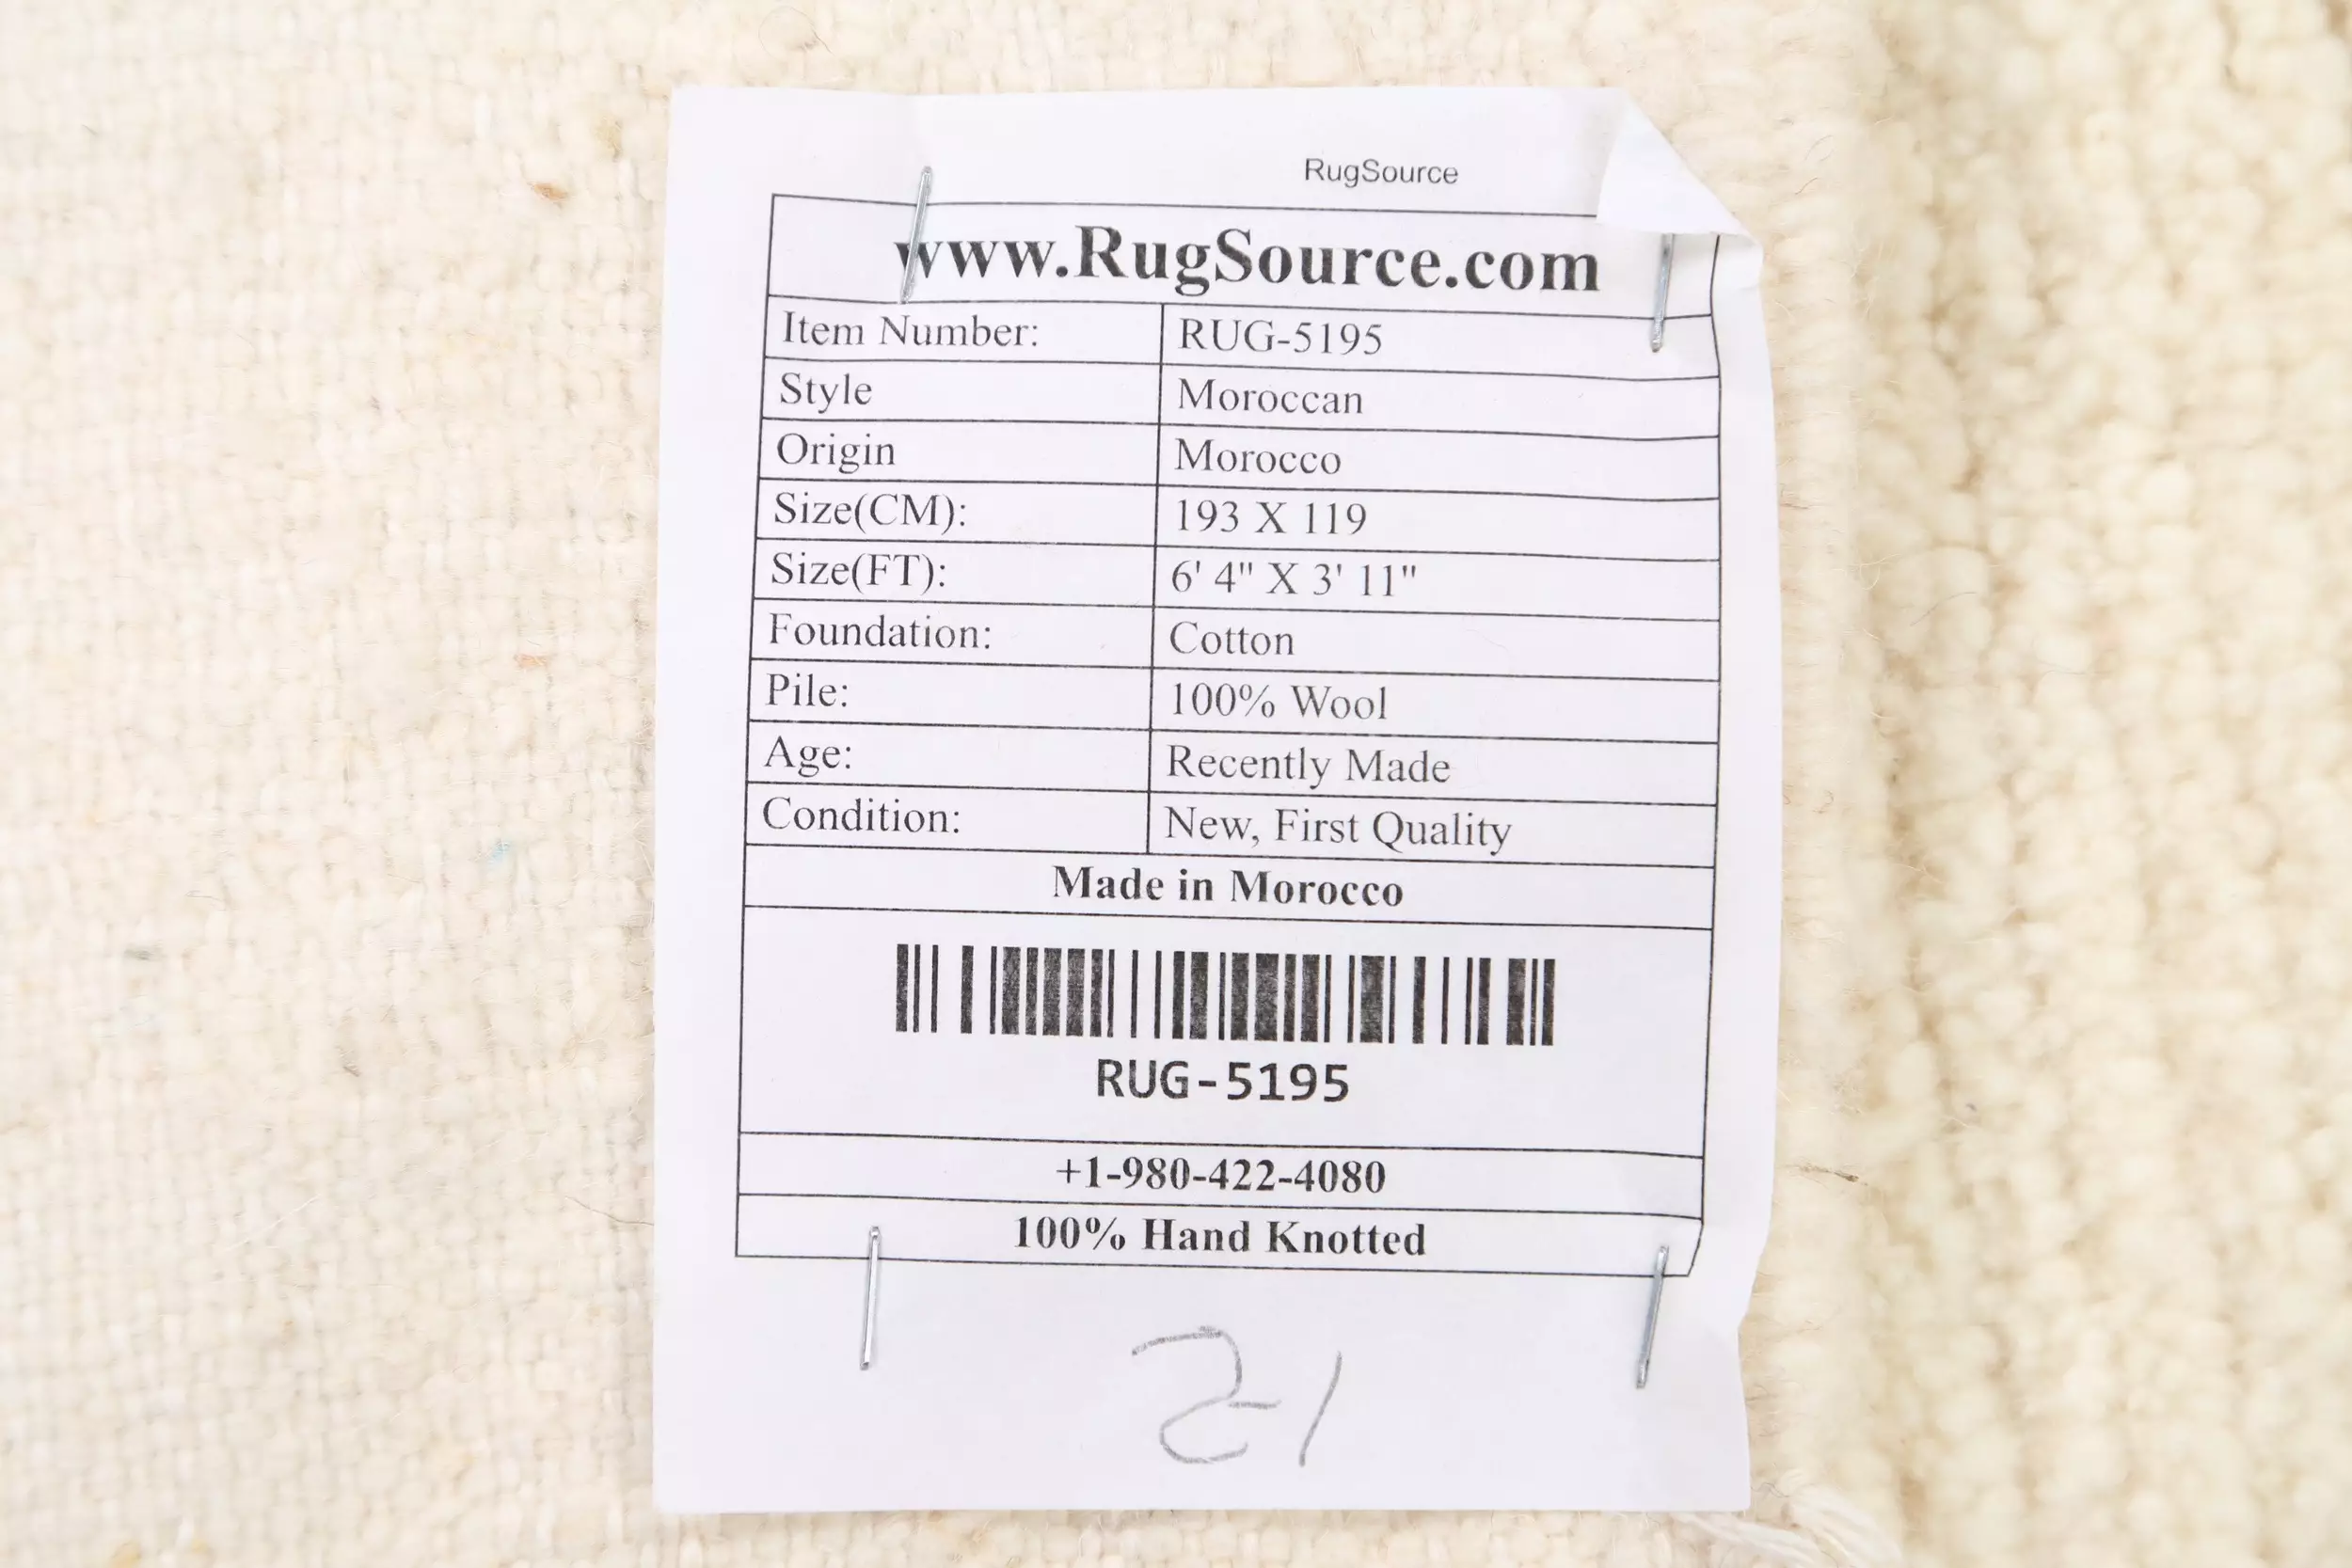 RugSource
www.RugSource.com
Item Number: RUG-5195
Style Moroccan
Origin Morocco
Size(CM): 193 X 119
Size(FT): 6' 4" X 3' 11"
Foundation: Cotton
Pile: 100% Wool
Age: Recently Made
Condition: New, First Quality
Made in Morocco
RUG-5195
+1-980-422-4080
100% Hand Knotted
21